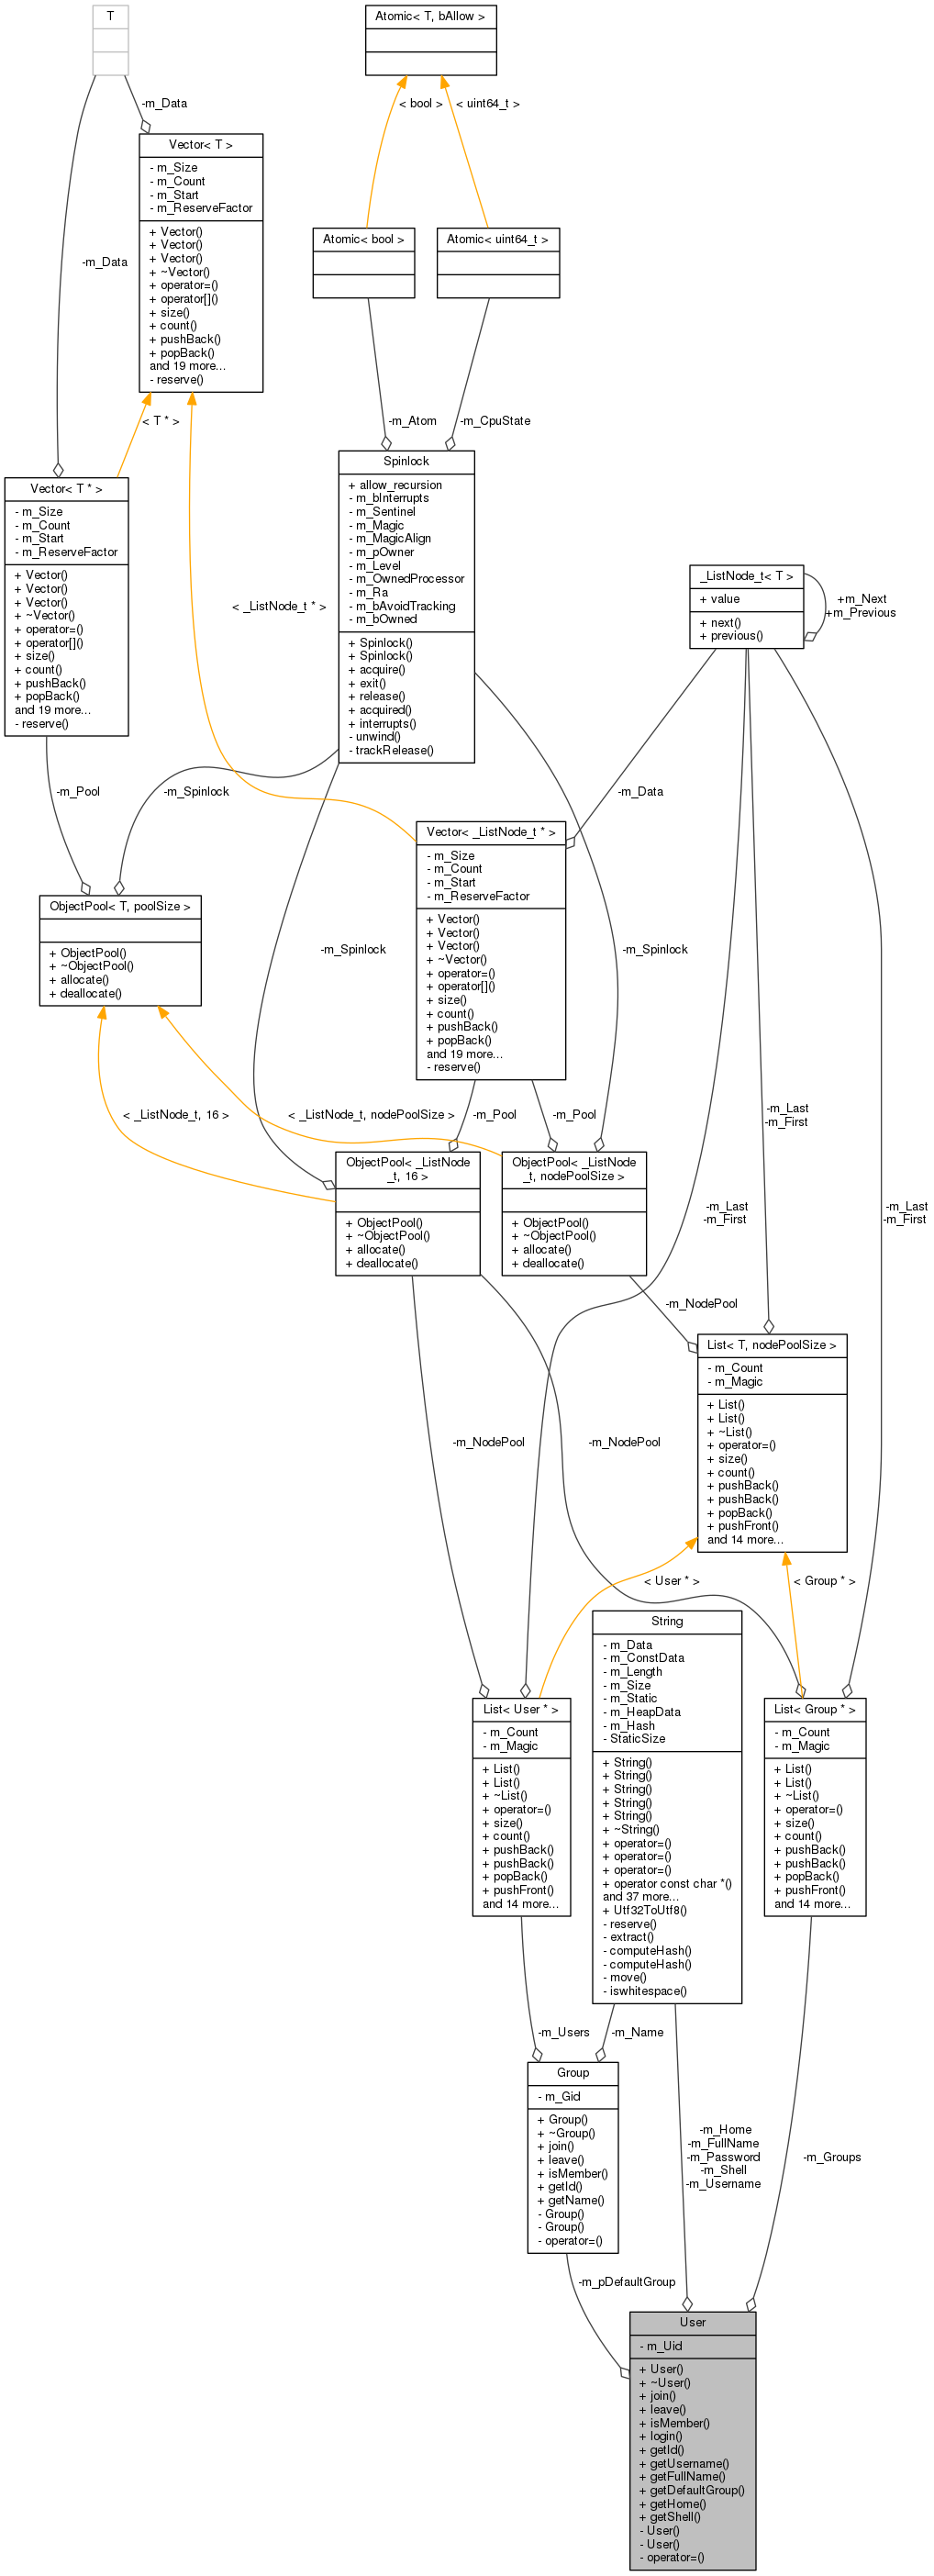 T
Atomic< T, bAllow >
-m_Data
< bool >
< uint64_t >
Vector< T >
- m_Size
- m_Count
- m_Start
- m_ReserveFactor
+ Vector()
+ Vector()
+ Vector()
+ ~Vector()
+ operator=()
+ operator[]()
+ size()
+ count()
+ pushBack()
+ popBack()
and 19 more...
- reserve()
Atomic< bool >
Atomic< uint64_t >
-m_Data
< T * >
-m_Atom
-m_CpuState
Vector< T * >
- m_Size
- m_Count
- m_Start
- m_ReserveFactor
+ Vector()
+ Vector()
+ Vector()
+ ~Vector()
+ operator=()
+ operator[]()
+ size()
+ count()
+ pushBack()
+ popBack()
and 19 more...
- reserve()
< _ListNode_t * >
Spinlock
+ allow_recursion
- m_bInterrupts
- m_Sentinel
- m_Magic
- m_MagicAlign
- m_pOwner
- m_Level
- m_OwnedProcessor
- m_Ra
- m_bAvoidTracking
- m_bOwned
+ Spinlock()
+ Spinlock()
+ acquire()
+ exit()
+ release()
+ acquired()
+ interrupts()
- unwind()
- trackRelease()
_ListNode_t< T >
+ value
+ next()
+ previous()
+m_Next
+m_Previous
-m_Pool
-m_Spinlock
-m_Data
Vector< _ListNode_t * >
- m_Size
- m_Count
- m_Start
- m_ReserveFactor
+ Vector()
+ Vector()
+ Vector()
+ ~Vector()
+ operator=()
+ operator[]()
+ size()
+ count()
+ pushBack()
+ popBack()
and 19 more...
- reserve()
ObjectPool< T, poolSize >
+ ObjectPool()
+ ~ObjectPool()
+ allocate()
+ deallocate()
-m_Spinlock
-m_Spinlock
< _ListNode_t, 16 >
< _ListNode_t, nodePoolSize >
-m_Pool
-m_Pool
-m_Last
-m_First
ObjectPool< _ListNode
_t, 16 >
+ ObjectPool()
+ ~ObjectPool()
+ allocate()
+ deallocate()
ObjectPool< _ListNode
_t, nodePoolSize >
+ ObjectPool()
+ ~ObjectPool()
+ allocate()
+ deallocate()
-m_Last
-m_First
-m_Last
-m_First
-m_NodePool
List< T, nodePoolSize >
- m_Count
- m_Magic
+ List()
+ List()
+ ~List()
+ operator=()
+ size()
+ count()
+ pushBack()
+ pushBack()
+ popBack()
+ pushFront()
and 14 more...
-m_NodePool
-m_NodePool
< User * >
< Group * >
List< User * >
- m_Count
- m_Magic
+ List()
+ List()
+ ~List()
+ operator=()
+ size()
+ count()
+ pushBack()
+ pushBack()
+ popBack()
+ pushFront()
and 14 more...
String
- m_Data
- m_ConstData
- m_Length
- m_Size
- m_Static
- m_HeapData
- m_Hash
- StaticSize
+ String()
+ String()
+ String()
+ String()
+ String()
+ ~String()
+ operator=()
+ operator=()
+ operator=()
+ operator const char *()
and 37 more...
+ Utf32ToUtf8()
- reserve()
- extract()
- computeHash()
- computeHash()
- move()
- iswhitespace()
List< Group * >
- m_Count
- m_Magic
+ List()
+ List()
+ ~List()
+ operator=()
+ size()
+ count()
+ pushBack()
+ pushBack()
+ popBack()
+ pushFront()
and 14 more...
-m_Users
-m_Name
Group
- m_Gid
+ Group()
+ ~Group()
+ join()
+ leave()
+ isMember()
+ getId()
+ getName()
- Group()
- Group()
- operator=()
-m_Home
-m_FullName
-m_Password
-m_Shell
-m_Username
-m_Groups
-m_pDefaultGroup
User
- m_Uid
+ User()
+ ~User()
+ join()
+ leave()
+ isMember()
+ login()
+ getId()
+ getUsername()
+ getFullName()
+ getDefaultGroup()
+ getHome()
+ getShell()
- User()
- User()
- operator=()